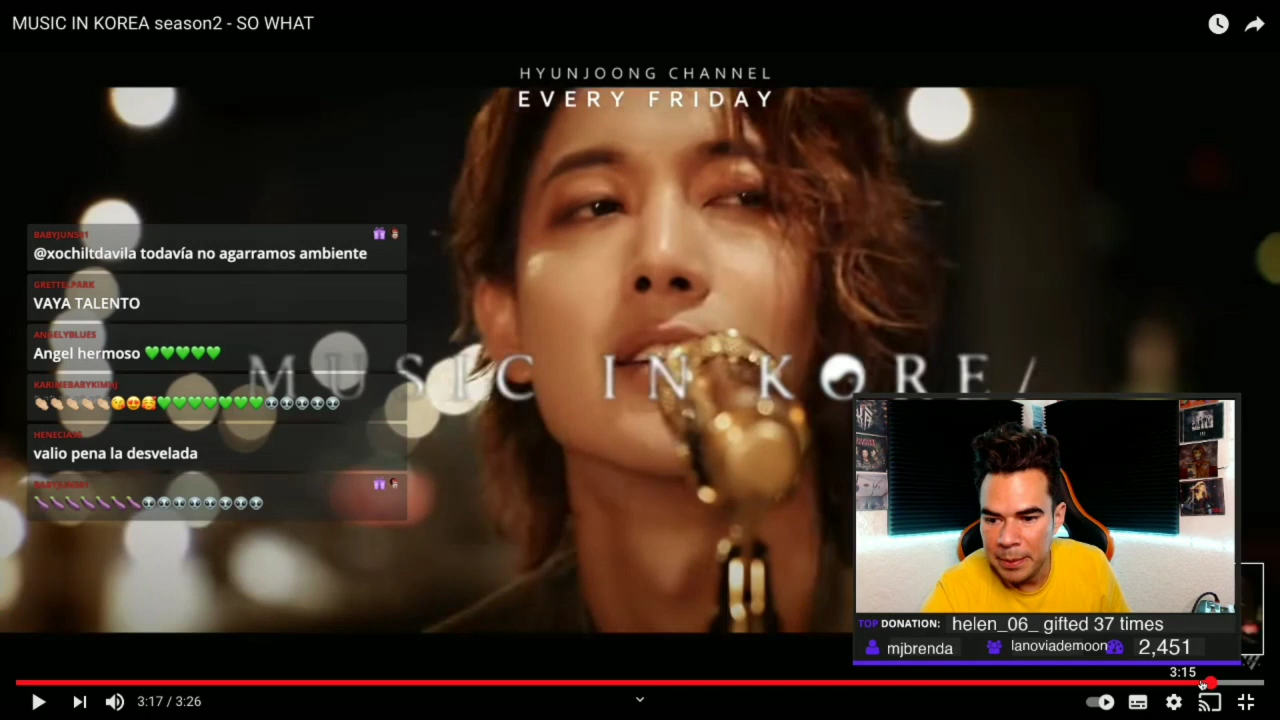 MUSIC IN KOREA season2 - SO WHAT
HYUNJOONG CHANNEL
EVERY FRIDAY
@xochiltdavila todavía no agarramos ambiente
GRETTELPARK
VAYA TALENTO
ANGELYBLUES
Angel hermoso 💚💚💚💚💚
MUSIC IN KORE
valio pena la desvelada
TOP DONATION: helen_06_ gifted 37 times
mjbrenda lanoviademoon 2,451
3:15
3:17 / 3:26